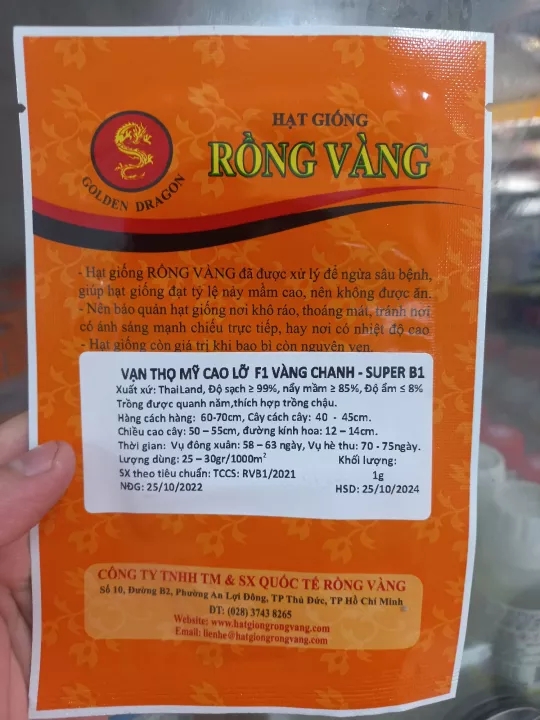 HẠT GIỐNG
RỒNG VÀNG
GOLDEN DRAGON
- Hạt giống RỒNG VÀNG đã được xử lý để ngừa sâu bệnh,
giúp hạt giống đạt tỷ lệ nảy mầm cao, nên không được ăn.
- Nên bảo quản hạt giống nơi khô ráo, thoáng mát, tránh nơi
có ánh sáng mạnh chiếu trực tiếp, hay nơi có nhiệt độ cao
- Hạt giống còn giá trị khi bao bì còn nguyên vẹn.
VẠN THỌ MỸ CAO LỠ F1 VÀNG CHANH - SUPER B1
Xuất xứ: ThaiLand, Độ sạch ≥ 99%, nẩy mầm ≥ 85%, Độ ẩm ≤ 8%
Trồng được quanh năm,thích hợp trồng chậu.
Hàng cách hàng: 60-70cm, Cây cách cây: 40 - 45cm.
Chiều cao cây: 50 – 55cm, đường kính hoa: 12 – 14cm.
Thời gian: Vụ đông xuân: 58 – 63 ngày, Vụ hè thu: 70 - 75ngày.
Lượng dùng: 25 – 30gr/1000m² Khối lượng:
SX theo tiêu chuẩn: TCCS: RVB1/2021 1g
NĐG: 25/10/2022 HSD: 25/10/2024
CÔNG TY TNHH TM & SX QUỐC TẾ RỒNG VÀNG
Số 10, Đường B2, Phường An Lợi Đông, TP Thủ Đức, TP Hồ Chí Minh
ĐT: (028) 3743 8265
Website: www.hatgiongrongvang.com
Email: lienhe@hatgiongrongvang.com